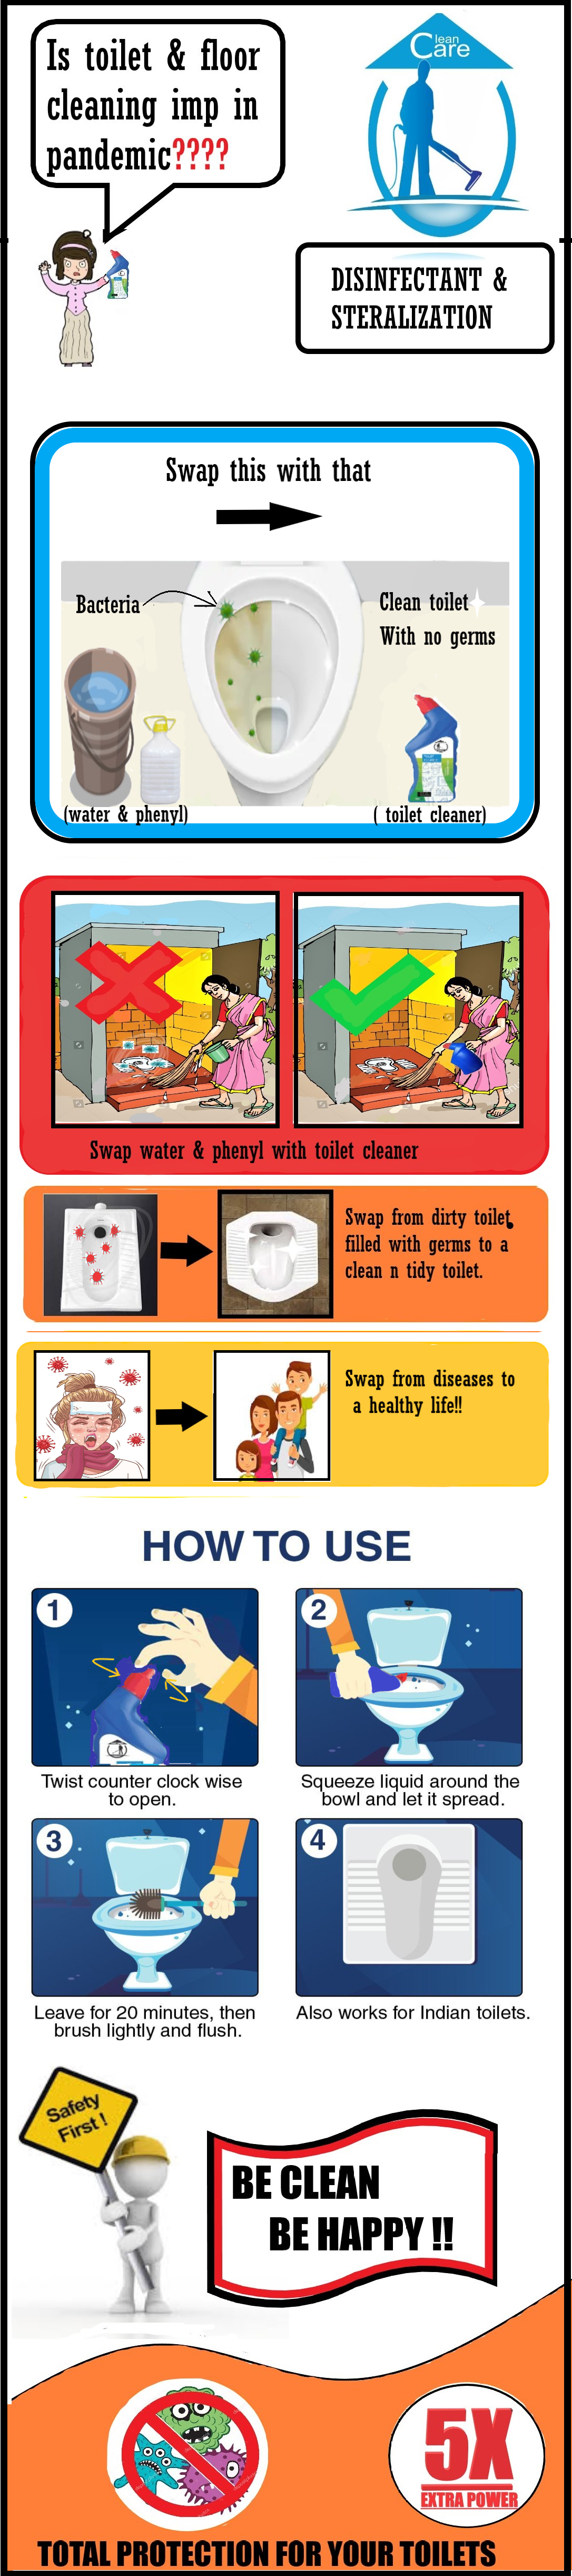 Is toilet & floor
cleaning imp in
pandemic????
Clean
Care
DISINFECTANT &
STERALIZATION
Swap this with that
Bacteria
Clean toilet
With no germs
(water & phenyl)
( toilet cleaner)
Swap water & phenyl with toilet cleaner
Swap from dirty toilet,
filled with germs to a
clean n tidy toilet.
Swap from diseases to
a healthy life!!
HOW TO USE
1
2
Twist counter clock wise
to open.
Squeeze liquid around the
bowl and let it spread.
3
4
Leave for 20 minutes, then
brush lightly and flush.
Also works for Indian toilets.
Safety
First !
BE CLEAN
BE HAPPY !!
5X
EXTRA POWER
TOTAL PROTECTION FOR YOUR TOILETS